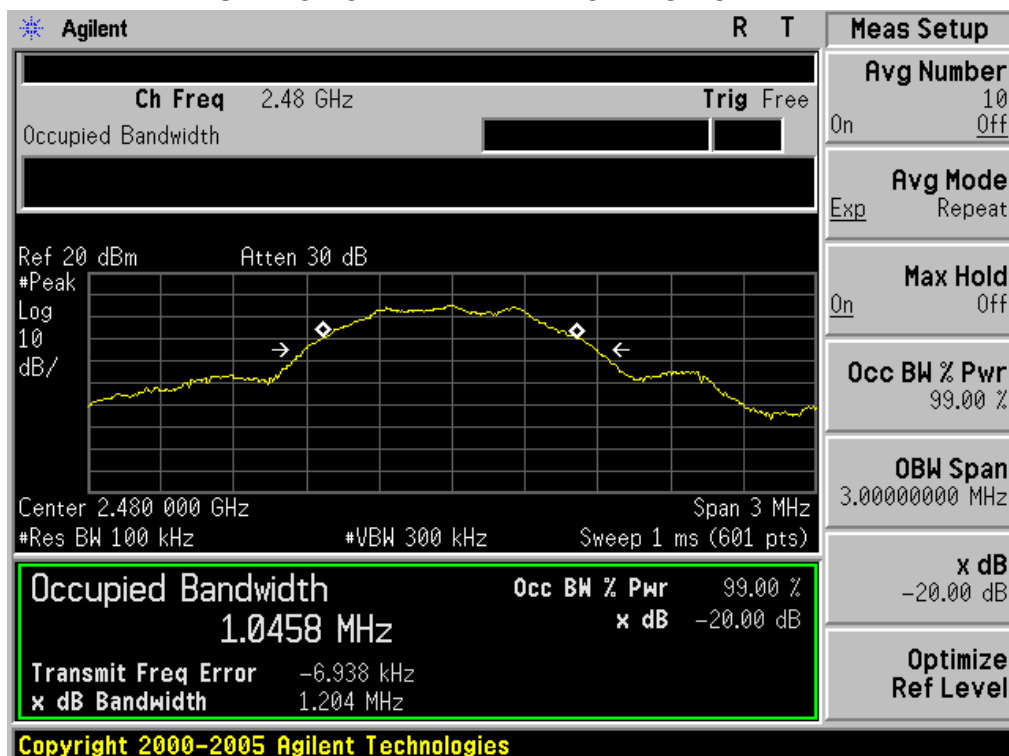 Agilent R T
Ch Freq 2.48 GHz Trig Free
Occupied Bandwidth
Ref 20 dBm Atten 30 dB
#Peak
Log
10
dB/
Center 2.480 000 GHz Span 3 MHz
#Res BW 100 kHz #VBW 300 kHz Sweep 1 ms (601 pts)
Occupied Bandwidth Occ BW % Pwr 99.00 %
1.0458 MHz x dB -20.00 dB
Transmit Freq Error -6.938 kHz
x dB Bandwidth 1.204 MHz
Copyright 2000-2005 Agilent Technologies
Meas Setup
Avg Number
10
On Off
Avg Mode
Exp Repeat
Max Hold
On Off
Occ BW % Pwr
99.00 %
OBW Span
3.00000000 MHz
x dB
-20.00 dB
Optimize
Ref Level